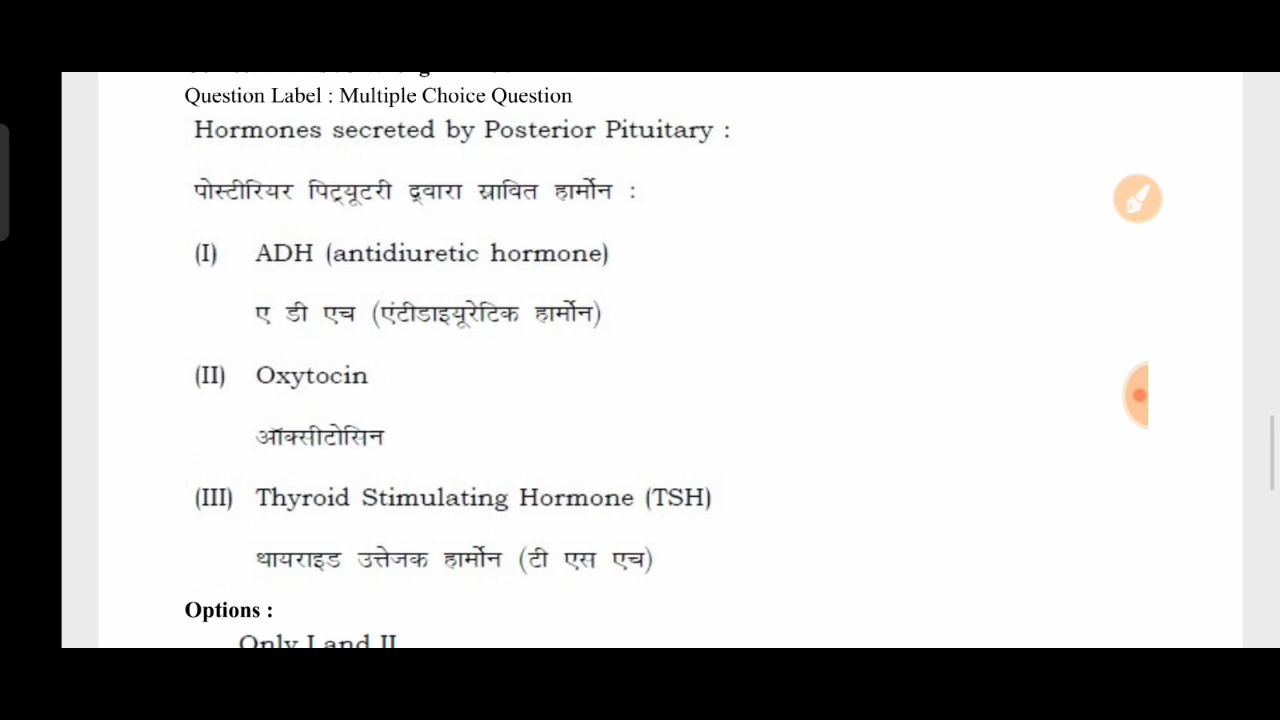 Question Label : Multiple Choice Question
Hormones secreted by Posterior Pituitary :
पोस्टीरियर पिट्यूटरी द्वारा स्रावित हार्मोन :
(I) ADH (antidiuretic hormone)
ए डी एच (एंटीडाइयूरेटिक हार्मोन)
(II) Oxytocin
ऑक्सीटोसिन
(III) Thyroid Stimulating Hormone (TSH)
थायराइड उत्तेजक हार्मोन (टी एस एच)
Options :
Only I and II